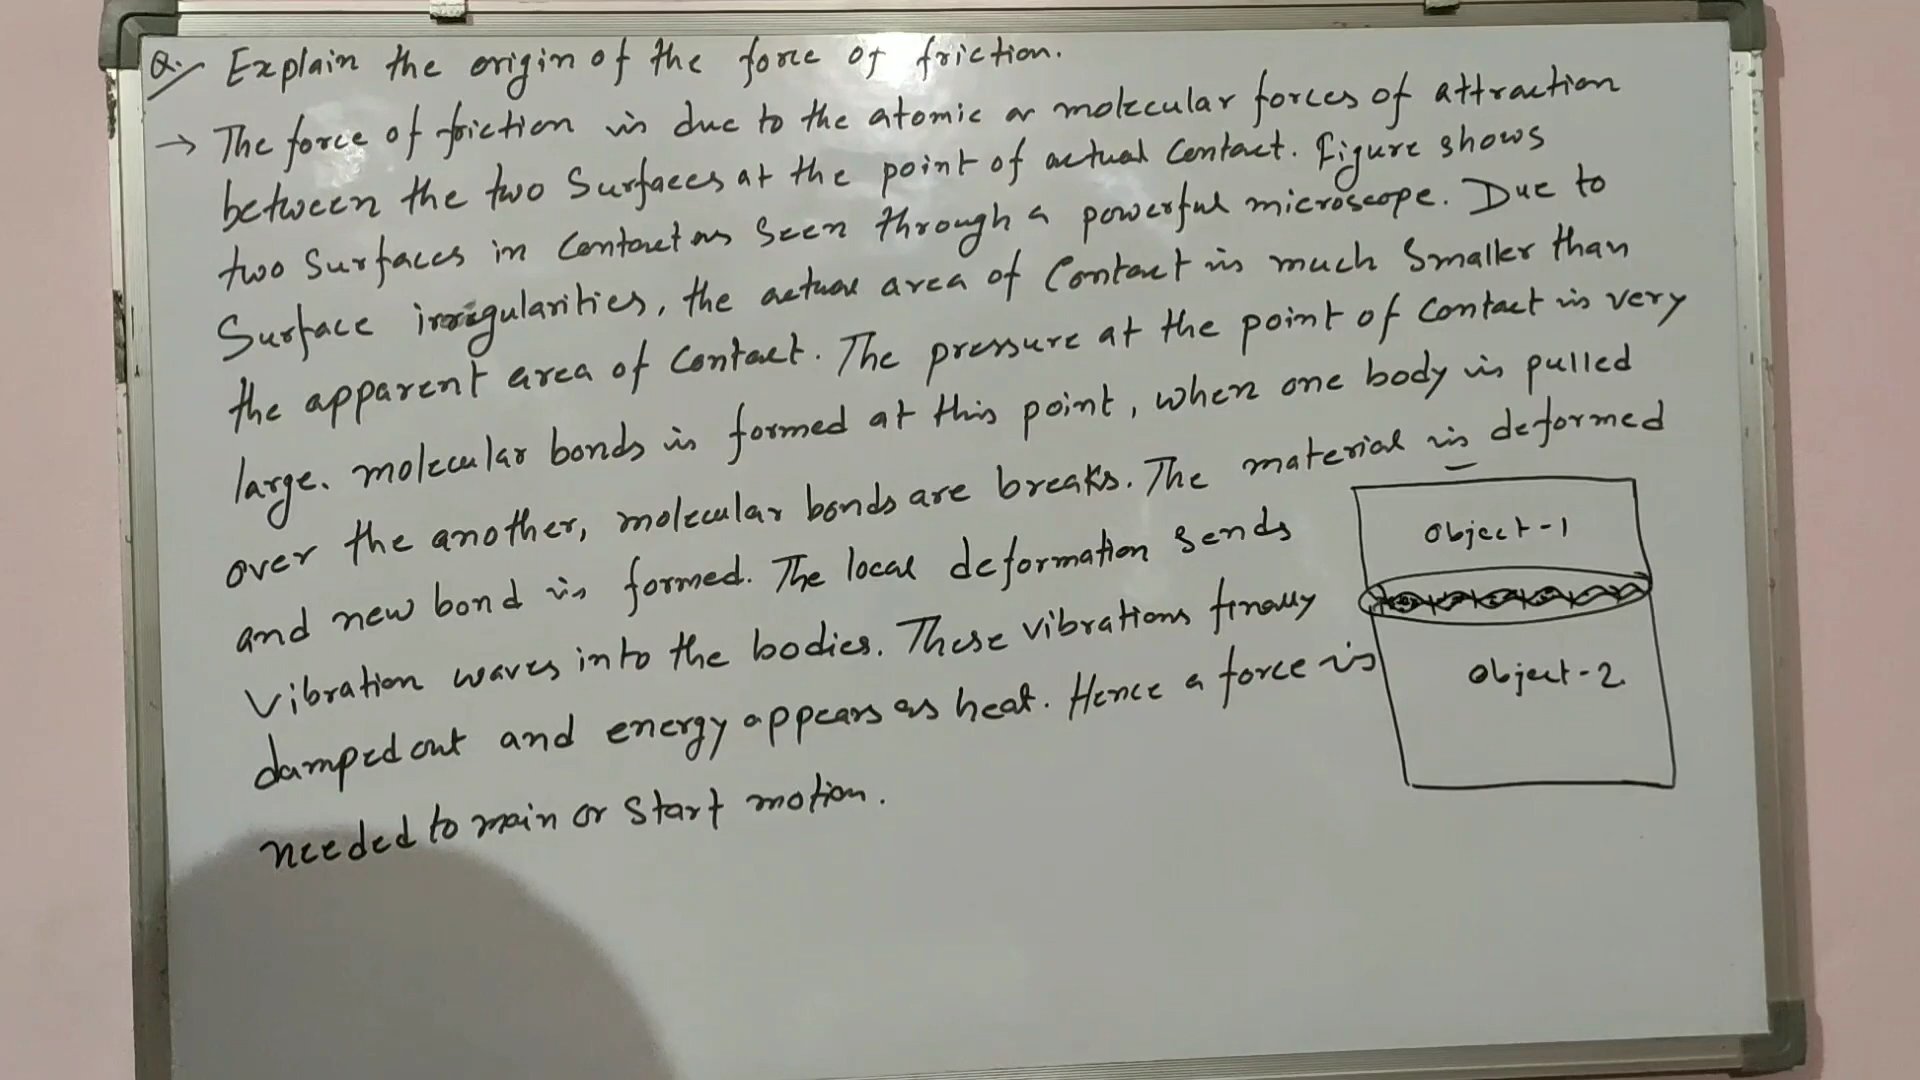 Q. Explain the origin of the force of friction.
→ The force of friction is due to the atomic or molecular forces of attraction
between the two surfaces at the point of actual contact. Figure shows
two surfaces in contact as seen through a powerful microscope. Due to
surface irregularities, the actual area of contact is much smaller than
the apparent area of contact. The pressure at the point of contact is very
large. molecular bonds is formed at this point, when one body is pulled
over the another, molecular bonds are breaks. The material is deformed
and new bond is formed. The local deformation sends
vibration waves into the bodies. These vibrations finally
damped out and energy appears as heat. Hence a force is
needed to main or start motion.
Object-1
Object-2